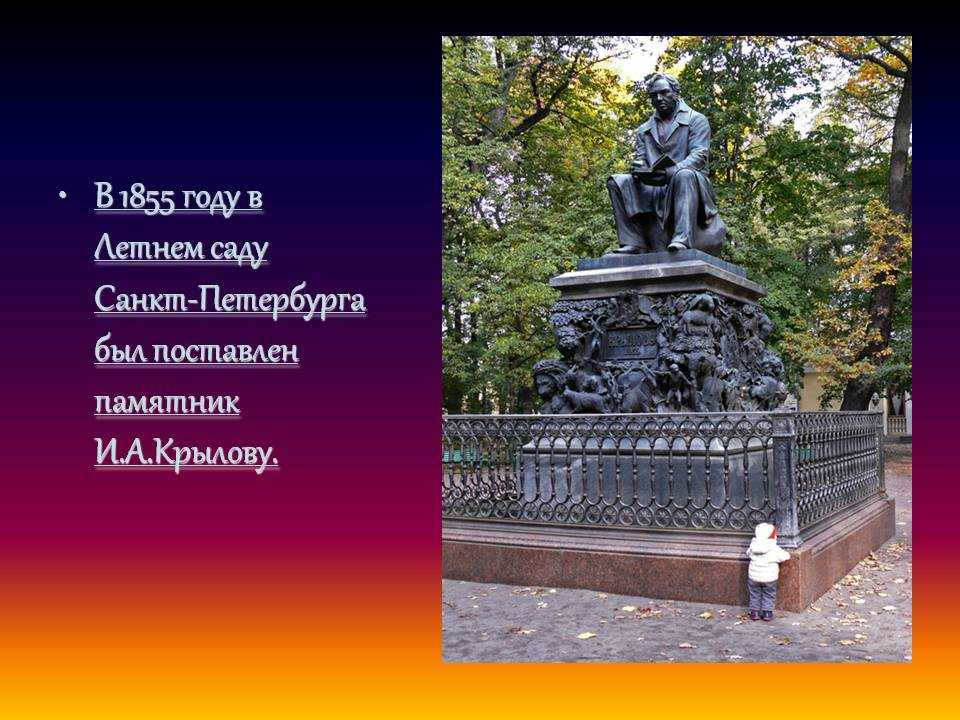 • В 1855 году в
Летнем саду
Санкт-Петербурга
был поставлен
памятник
И.А.Крылову.